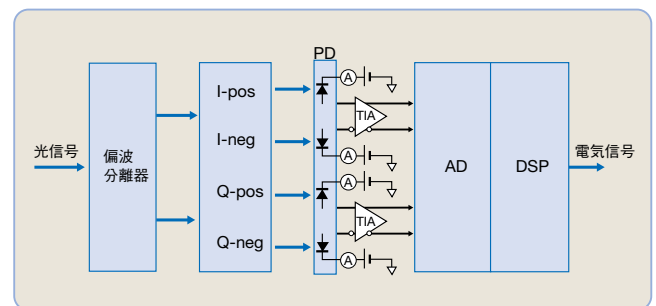 PD
光信号
偏波
分離器
I-pos
I-neg
Q-pos
Q-neg
A
TIA
A
A
TIA
A
AD
DSP
電気信号